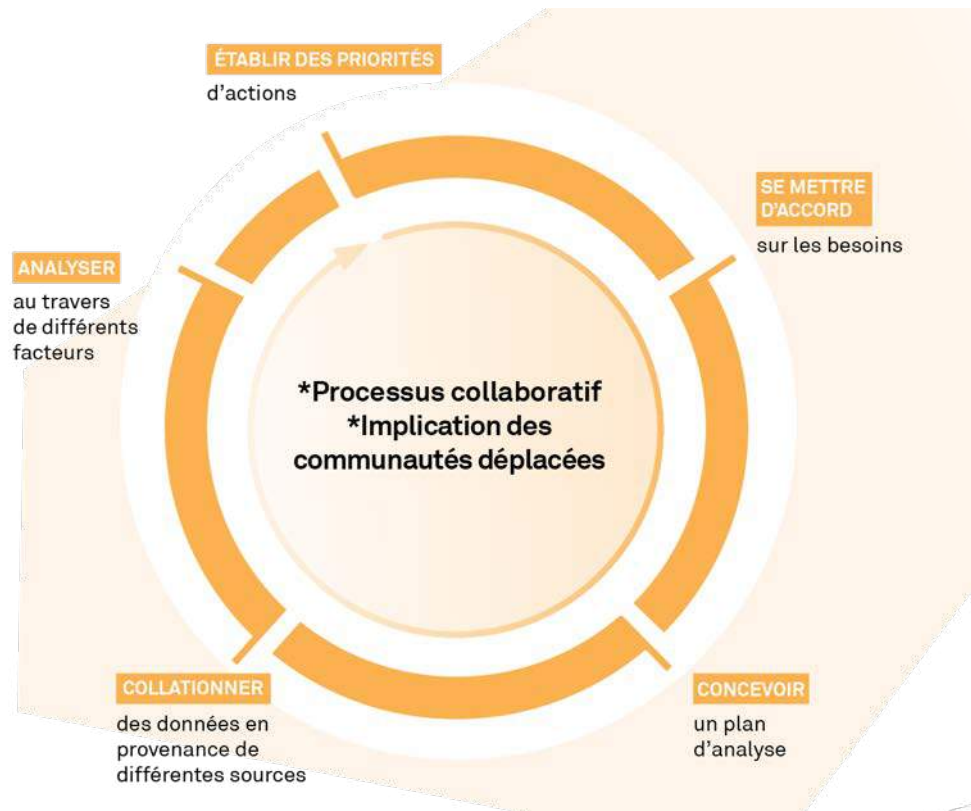 ÉTABLIR DES PRIORITÉS
d'actions
SE METTRE
D'ACCORD
sur les besoins
ANALYSER
au travers
de différents
facteurs
*Processus collaboratif
*Implication des
communautés déplacées
COLLATIONNER
des données en
provenance de
différentes sources
CONCEVOIR
un plan
d'analyse